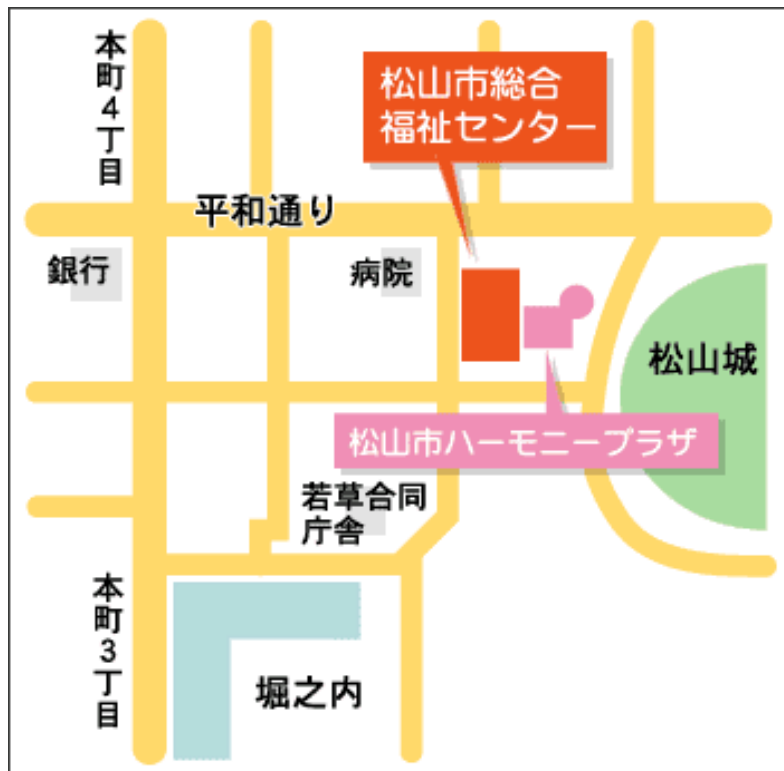 本町4丁目
松山市総合
福祉センター
平和通り
銀行
病院
松山城
松山市ハーモニープラザ
若草合同
庁舎
本町3丁目
堀之内